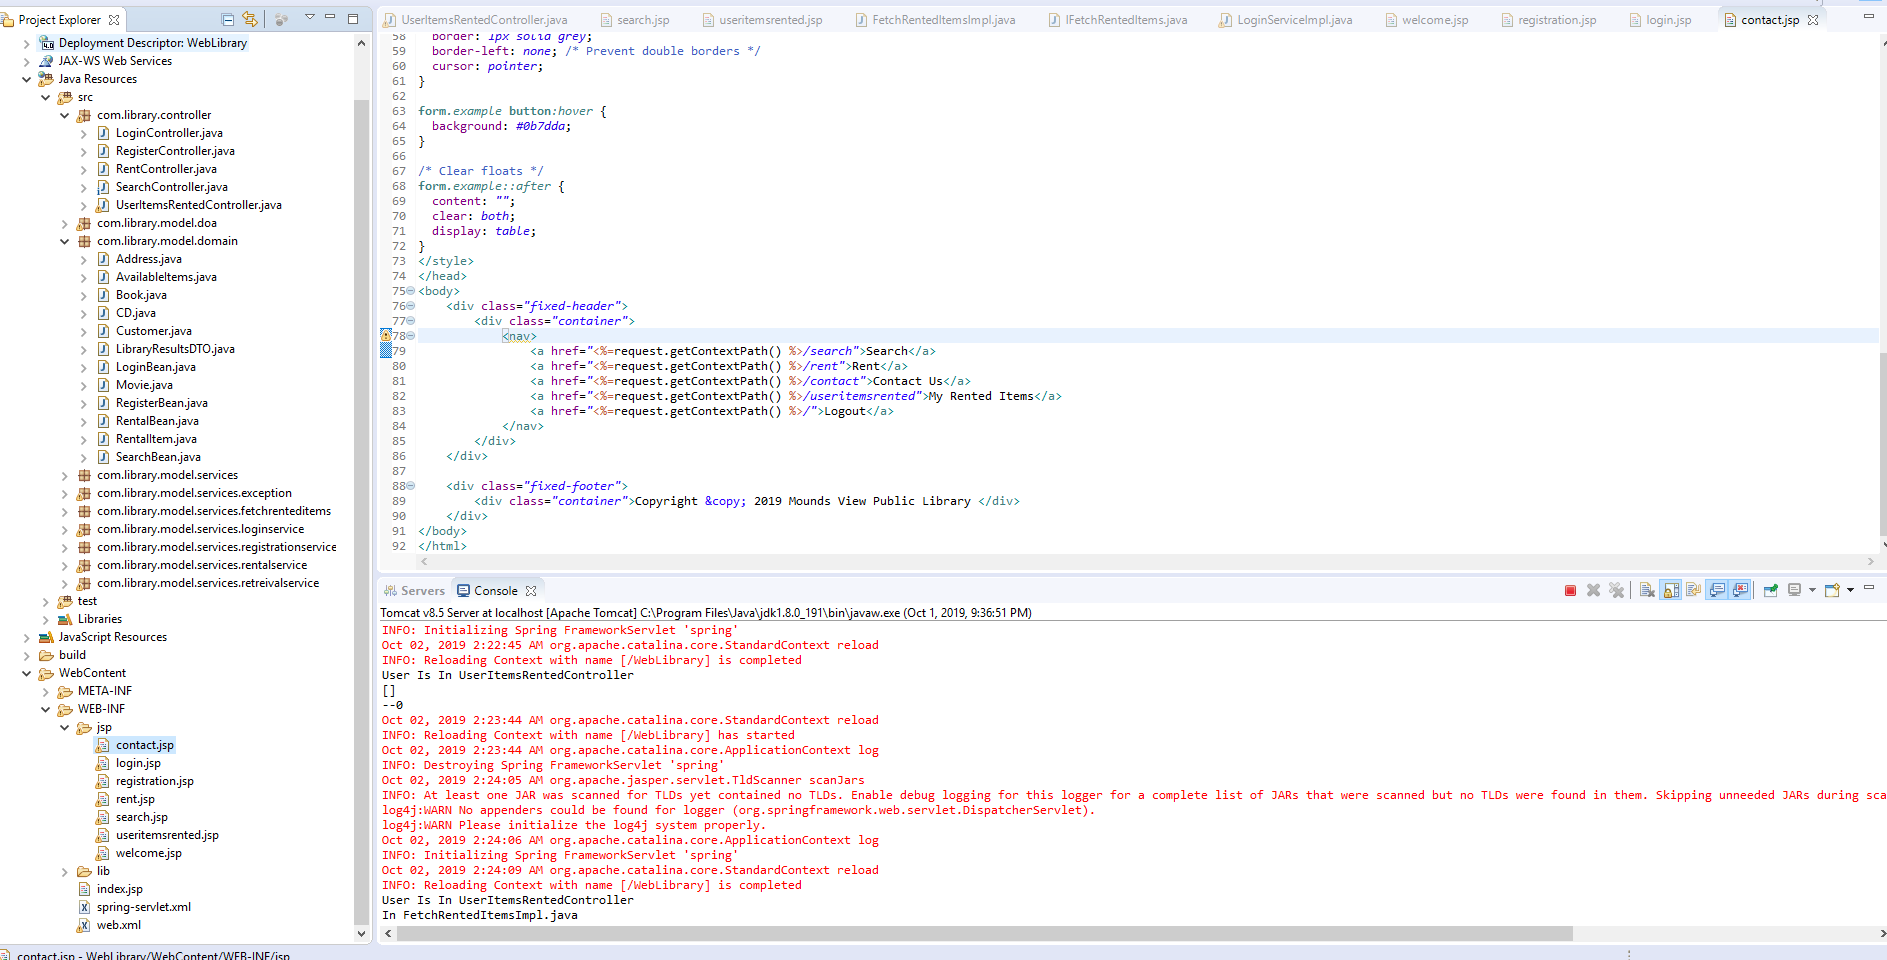 Project Explorer
Deployment Descriptor: WebLibrary
JAX-WS Web Services
Java Resources
src
com.library.controller
LoginController.java
RegisterController.java
RentController.java
SearchController.java
UserItemsRentedController.java
com.library.model.doa
com.library.model.domain
Address.java
AvailableItems.java
Book.java
CD.java
Customer.java
LibraryResultsDTO.java
LoginBean.java
Movie.java
RegisterBean.java
RentalBean.java
RentalItem.java
SearchBean.java
com.library.model.services
com.library.model.services.exception
com.library.model.services.fetchrenteditems
com.library.model.services.loginservice
com.library.model.services.registrationservice
com.library.model.services.rentalservice
com.library.model.services.retreivalservice
test
Libraries
JavaScript Resources
build
WebContent
META-INF
WEB-INF
jsp
contact.jsp
login.jsp
registration.jsp
rent.jsp
search.jsp
useritemsrented.jsp
welcome.jsp
lib
index.jsp
spring-servlet.xml
web.xml
UserItemsRentedController.java search.jsp useritemsrented.jsp FetchRentedItemsImpl.java IFetchRentedItems.java LoginServiceImpl.java welcome.jsp registration.jsp login.jsp contact.jsp
58 border: 1px solid grey;
59 border-left: none; /* Prevent double borders */
60 cursor: pointer;
61 }
62
63 form.example button:hover {
64 background: #0b7dda;
65 }
66
67 /* Clear floats */
68 form.example::after {
69 content: "";
70 clear: both;
71 display: table;
72 }
73 </style>
74 </head>
75 <body>
76 <div class="fixed-header">
77 <div class="container">
78 <nav>
79 <a href="<%=request.getContextPath() %>/search">Search</a>
80 <a href="<%=request.getContextPath() %>/rent">Rent</a>
81 <a href="<%=request.getContextPath() %>/contact">Contact Us</a>
82 <a href="<%=request.getContextPath() %>/useritemsrented">My Rented Items</a>
83 <a href="<%=request.getContextPath() %>/">Logout</a>
84 </nav>
85 </div>
86 </div>
87
88 <div class="fixed-footer">
89 <div class="container">Copyright &copy; 2019 Mounds View Public Library </div>
90 </div>
91 </body>
92 </html>
Servers Console
Tomcat v8.5 Server at localhost [Apache Tomcat] C:\Program Files\Java\jdk1.8.0_191\bin\javaw.exe (Oct 1, 2019, 9:36:51 PM)
INFO: Initializing Spring FrameworkServlet 'spring'
Oct 02, 2019 2:22:45 AM org.apache.catalina.core.StandardContext reload
INFO: Reloading Context with name [/WebLibrary] is completed
User Is In UserItemsRentedController
[]
--0
Oct 02, 2019 2:23:44 AM org.apache.catalina.core.StandardContext reload
INFO: Reloading Context with name [/WebLibrary] has started
Oct 02, 2019 2:23:44 AM org.apache.catalina.core.ApplicationContext log
INFO: Destroying Spring FrameworkServlet 'spring'
Oct 02, 2019 2:24:05 AM org.apache.jasper.servlet.TldScanner scanJars
INFO: At least one JAR was scanned for TLDs yet contained no TLDs. Enable debug logging for this logger for a complete list of JARs that were scanned but no TLDs were found in them. Skipping unneeded JARs during sca
log4j:WARN No appenders could be found for logger (org.springframework.web.servlet.DispatcherServlet).
log4j:WARN Please initialize the log4j system properly.
Oct 02, 2019 2:24:06 AM org.apache.catalina.core.ApplicationContext log
INFO: Initializing Spring FrameworkServlet 'spring'
Oct 02, 2019 2:24:09 AM org.apache.catalina.core.StandardContext reload
INFO: Reloading Context with name [/WebLibrary] is completed
User Is In UserItemsRentedController
In FetchRentedItemsImpl.java
contact.jsp - WebLibrary/WebContent/WEB-INF/jsp